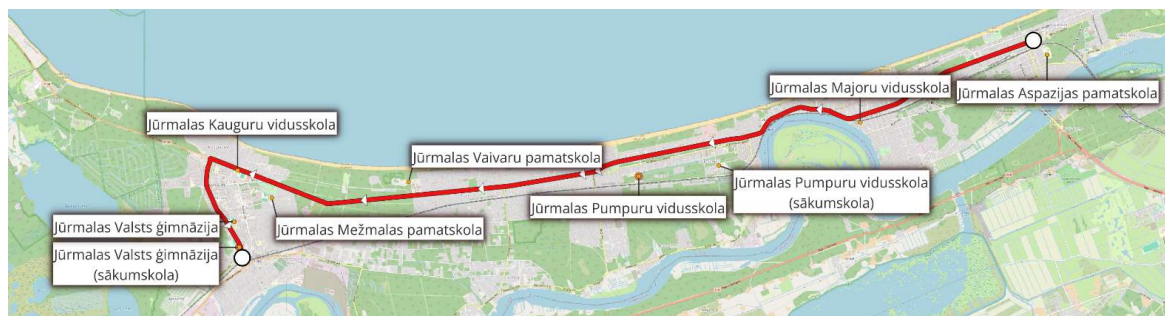 Jūrmalas Kauguru vidusskola
Jūrmalas Vaivaru pamatskola
Jūrmalas Majoru vidusskola
Jūrmalas Aspazijas pamatskola
Jūrmalas Pumpuru vidusskola
(sākumskola)
Jūrmalas Pumpuru vidusskola
Jūrmalas Mežmalas pamatskola
Jūrmalas Valsts ģimnāzija
Jūrmalas Valsts ģimnāzija
(sākumskola)